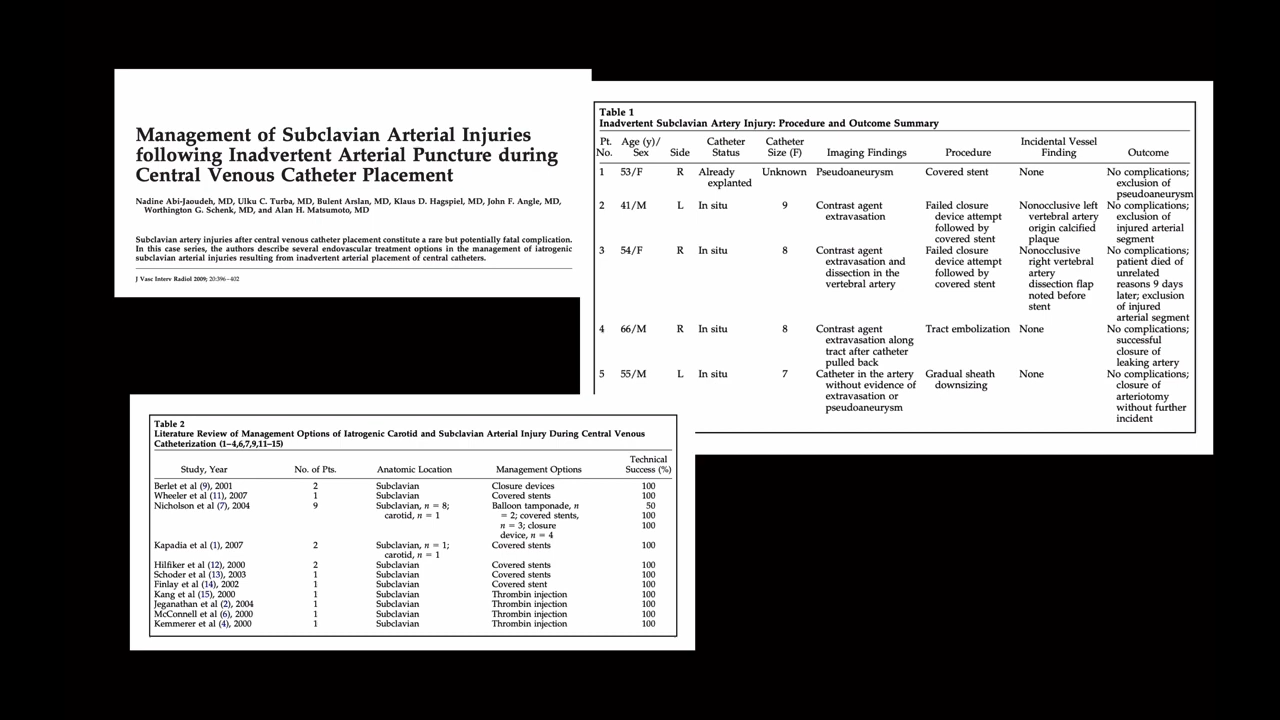 Management of Subclavian Arterial Injuries
following Inadvertent Arterial Puncture during
Central Venous Catheter Placement
Nadine Abi-Jaoudeh, MD, Ulku C. Turba, MD, Bulent Arslan, MD, Klaus D. Hagspiel, MD, John F. Angle, MD,
Worthington G. Schenk, MD, and Alan H. Matsumoto, MD
Subclavian artery injuries after central venous catheter placement constitute a rare but potentially fatal complication.
In this case series, the authors describe several endovascular treatment options in the management of iatrogenic
subclavian arterial injuries resulting from inadvertent arterial placement of central catheters.
J Vasc Interv Radiol 2009; 20:396–402
Table 1
Inadvertent Subclavian Artery Injury: Procedure and Outcome Summary
Pt. Age (y)/ Catheter Catheter Incidental Vessel
No. Sex Side Status Size (F) Imaging Findings Procedure Finding Outcome
1 53/F R Already Unknown Pseudoaneurysm Covered stent None No complications;
explanted exclusion of
pseudoaneurysm
2 41/M L In situ 9 Contrast agent Failed closure Nonocclusive left No complications;
extravasation device attempt vertebral artery exclusion of
followed by origin calcified injured arterial
covered stent plaque segment
3 54/F R In situ 8 Contrast agent Failed closure Nonocclusive No complications;
extravasation and device attempt right vertebral patient died of
dissection in the followed by artery unrelated
vertebral artery covered stent dissection flap reasons 9 days
noted before later; exclusion
stent of injured
arterial segment
4 66/M R In situ 8 Contrast agent Tract embolization None No complications;
extravasation along successful
tract after catheter closure of
pulled back leaking artery
5 55/M L In situ 7 Catheter in the artery Gradual sheath None No complications;
without evidence of downsizing closure of
extravasation or arteriotomy
pseudoaneurysm without further
incident
Table 2
Literature Review of Management Options of Iatrogenic Carotid and Subclavian Arterial Injury During Central Venous
Catheterization (1–4,6,7,9,11–15)
Technical
Study, Year No. of Pts. Anatomic Location Management Options Success (%)
Berlet et al (9), 2001 2 Subclavian Closure devices 100
Wheeler et al (11), 2007 1 Subclavian Covered stents 100
Nicholson et al (7), 2004 9 Subclavian, n = 8; Balloon tamponade, n 50
carotid, n = 1 = 2; covered stents, 100
n = 3; closure 100
device, n = 4
Kapadia et al (1), 2007 2 Subclavian, n = 1; Covered stents 100
carotid, n = 1
Hilfiker et al (12), 2000 2 Subclavian Covered stents 100
Schoder et al (13), 2003 1 Subclavian Covered stents 100
Finlay et al (14), 2002 1 Subclavian Covered stent 100
Kang et al (15), 2000 1 Subclavian Thrombin injection 100
Jeganathan et al (2), 2004 1 Subclavian Thrombin injection 100
McConnell et al (6), 2000 1 Subclavian Thrombin injection 100
Kemmerer et al (4), 2000 1 Subclavian Thrombin injection 100